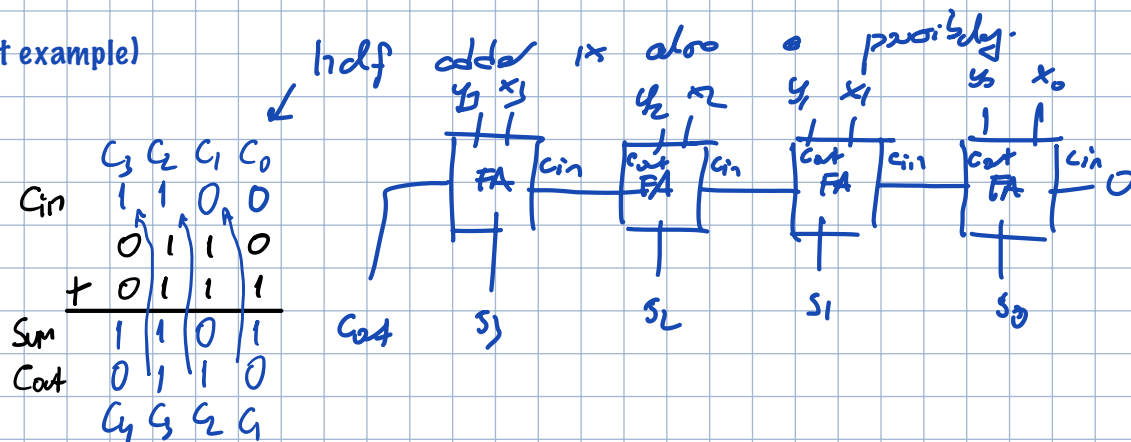 t example)
half adder is also a possibility.
y3 x3 y2 x2 y1 x1 y0 x0
C3 C2 C1 C0
FA cin cout FA cin cout FA cin cout FA cin 0
Cin 1 1 0 0
0 1 1 0
+ 0 1 1 1
Sum 1 1 0 1
Cout 0 1 1 0
C4 C3 C2 C1
Cout S3 S2 S1 S0